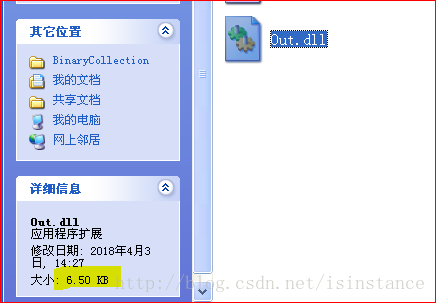 其它位置
BinaryCollection
我的文档
共享文档
我的电脑
网上邻居
详细信息
Out.dll
应用程序扩展
修改日期: 2018年4月3
日, 14:27
大小: 6.50 KB
Out.dll
http://blog.csdn.net/isinstance